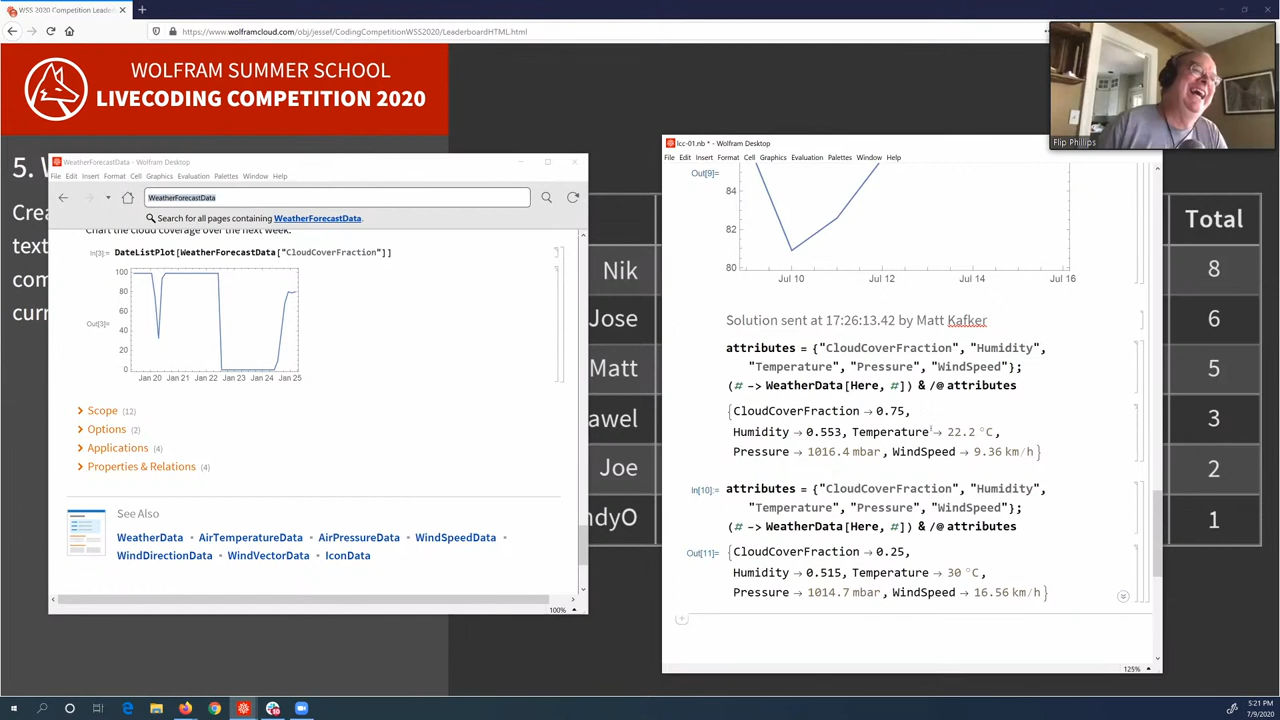 WSS 2020 Competition Leader
https://www.wolframcloud.com/obj/jessef/CodingCompetitionWSS2020/LeaderboardHTML.html
WOLFRAM SUMMER SCHOOL
LIVECODING COMPETITION 2020
Flip Phillips
5. W
Crea
text
com
curr
WeatherForecastData - Wolfram Desktop
File Edit Insert Format Cell Graphics Evaluation Palettes Window Help
WeatherForecastData
Search for all pages containing WeatherForecastData.
Chart the cloud coverage over the next week:
In[3]:= DateListPlot[WeatherForecastData["CloudCoverFraction"]]
100
80
60
40
20
0
Out[3]=
Jan 20 Jan 21 Jan 22 Jan 23 Jan 24 Jan 25
Scope (12)
Options (2)
Applications (4)
Properties & Relations (4)
See Also
WeatherData • AirTemperatureData • AirPressureData • WindSpeedData •
WindDirectionData • WindVectorData • IconData
100%
lcc-01.nb * - Wolfram Desktop
File Edit Insert Format Cell Graphics Evaluation Palettes Window Help
Out[9]=
84
82
80
Jul 10 Jul 12 Jul 14 Jul 16
Solution sent at 17:26:13.42 by Matt Kafker
attributes = {"CloudCoverFraction", "Humidity",
"Temperature", "Pressure", "WindSpeed"};
(# -> WeatherData[Here, #]) & /@ attributes
{CloudCoverFraction → 0.75,
Humidity → 0.553, Temperature → 22.2 °C,
Pressure → 1016.4 mbar, WindSpeed → 9.36 km/h}
In[10]:= attributes = {"CloudCoverFraction", "Humidity",
"Temperature", "Pressure", "WindSpeed"};
(# -> WeatherData[Here, #]) & /@ attributes
Out[11]= {CloudCoverFraction → 0.25,
Humidity → 0.515, Temperature → 30 °C,
Pressure → 1014.7 mbar, WindSpeed → 16.56 km/h}
125%
Total
Nik 8
Jose 6
Matt 5
awel 3
Joe 2
ndyO 1
5:21 PM
7/9/2020